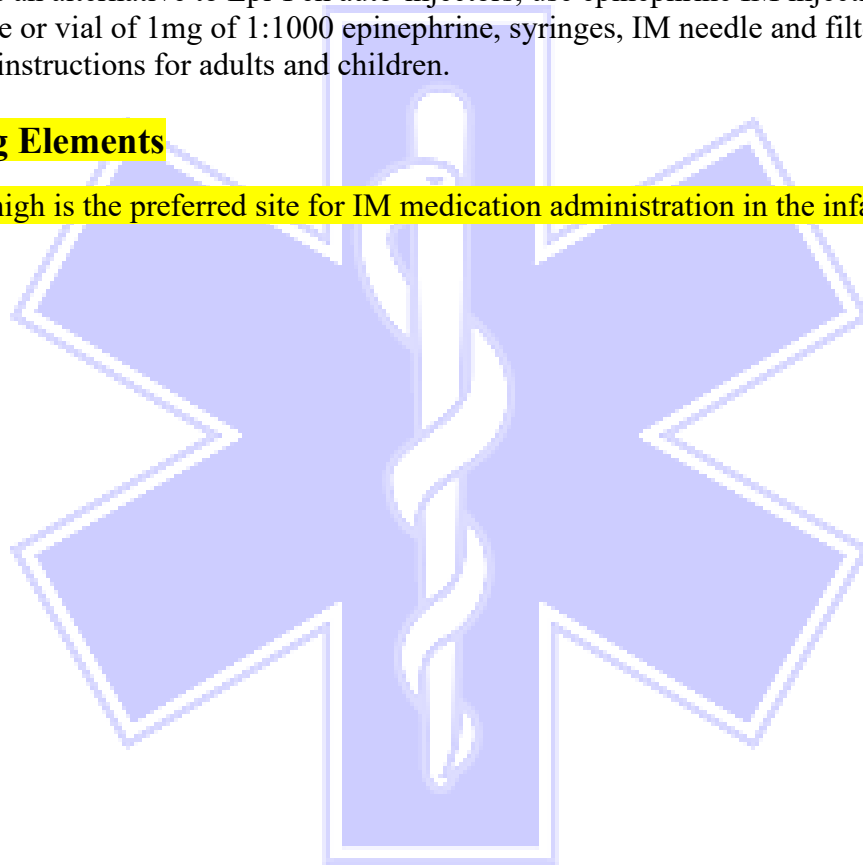 an alternative to Epi-Pen auto-injectors, use epinephrine IM inject
e or vial of 1mg of 1:1000 epinephrine, syringes, IM needle and filt
instructions for adults and children.
g Elements
high is the preferred site for IM medication administration in the infa